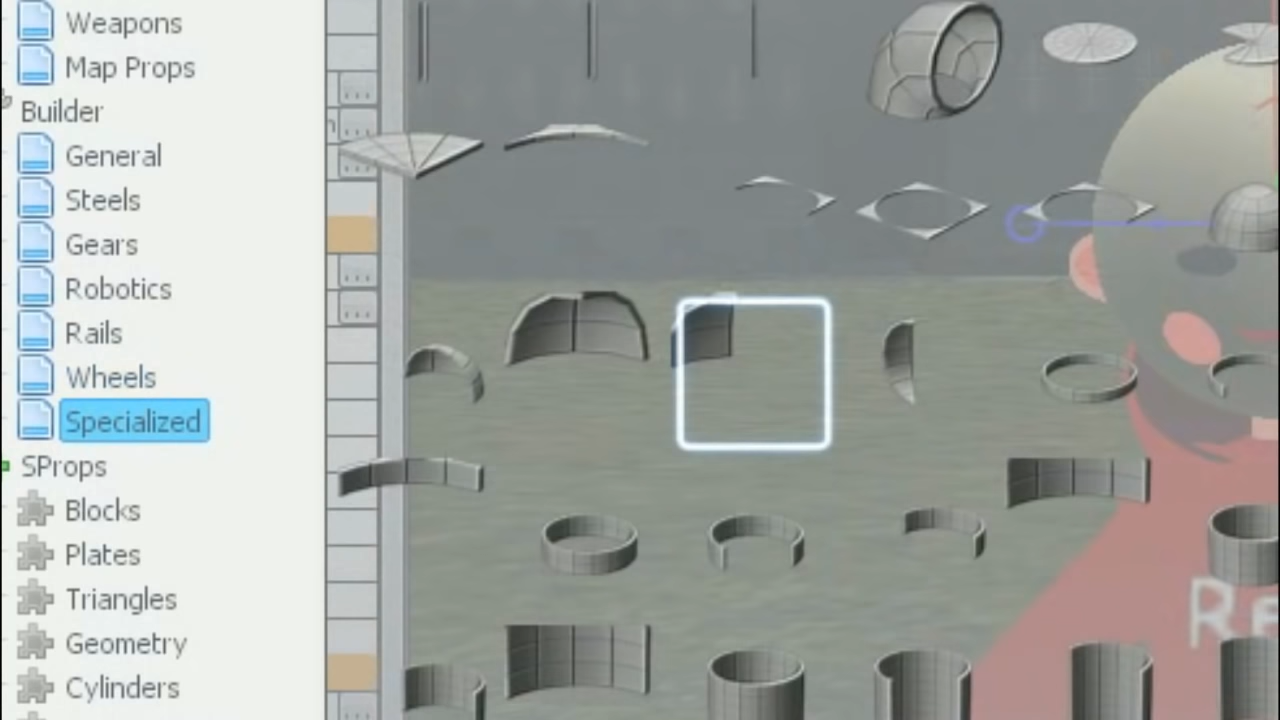 Weapons
Map Props
Builder
General
Steels
Gears
Robotics
Rails
Wheels
Specialized
SProps
Blocks
Plates
Triangles
Geometry
Cylinders